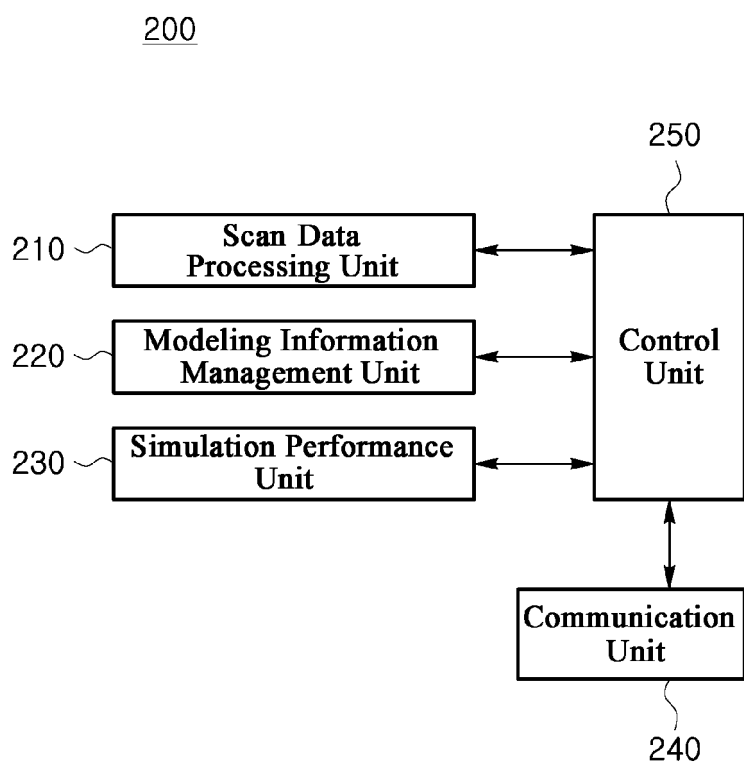 200
250
210
Scan Data
Processing Unit
220
Modeling Information
Management Unit
Control
Unit
230
Simulation Performance
Unit
Communication
Unit
240